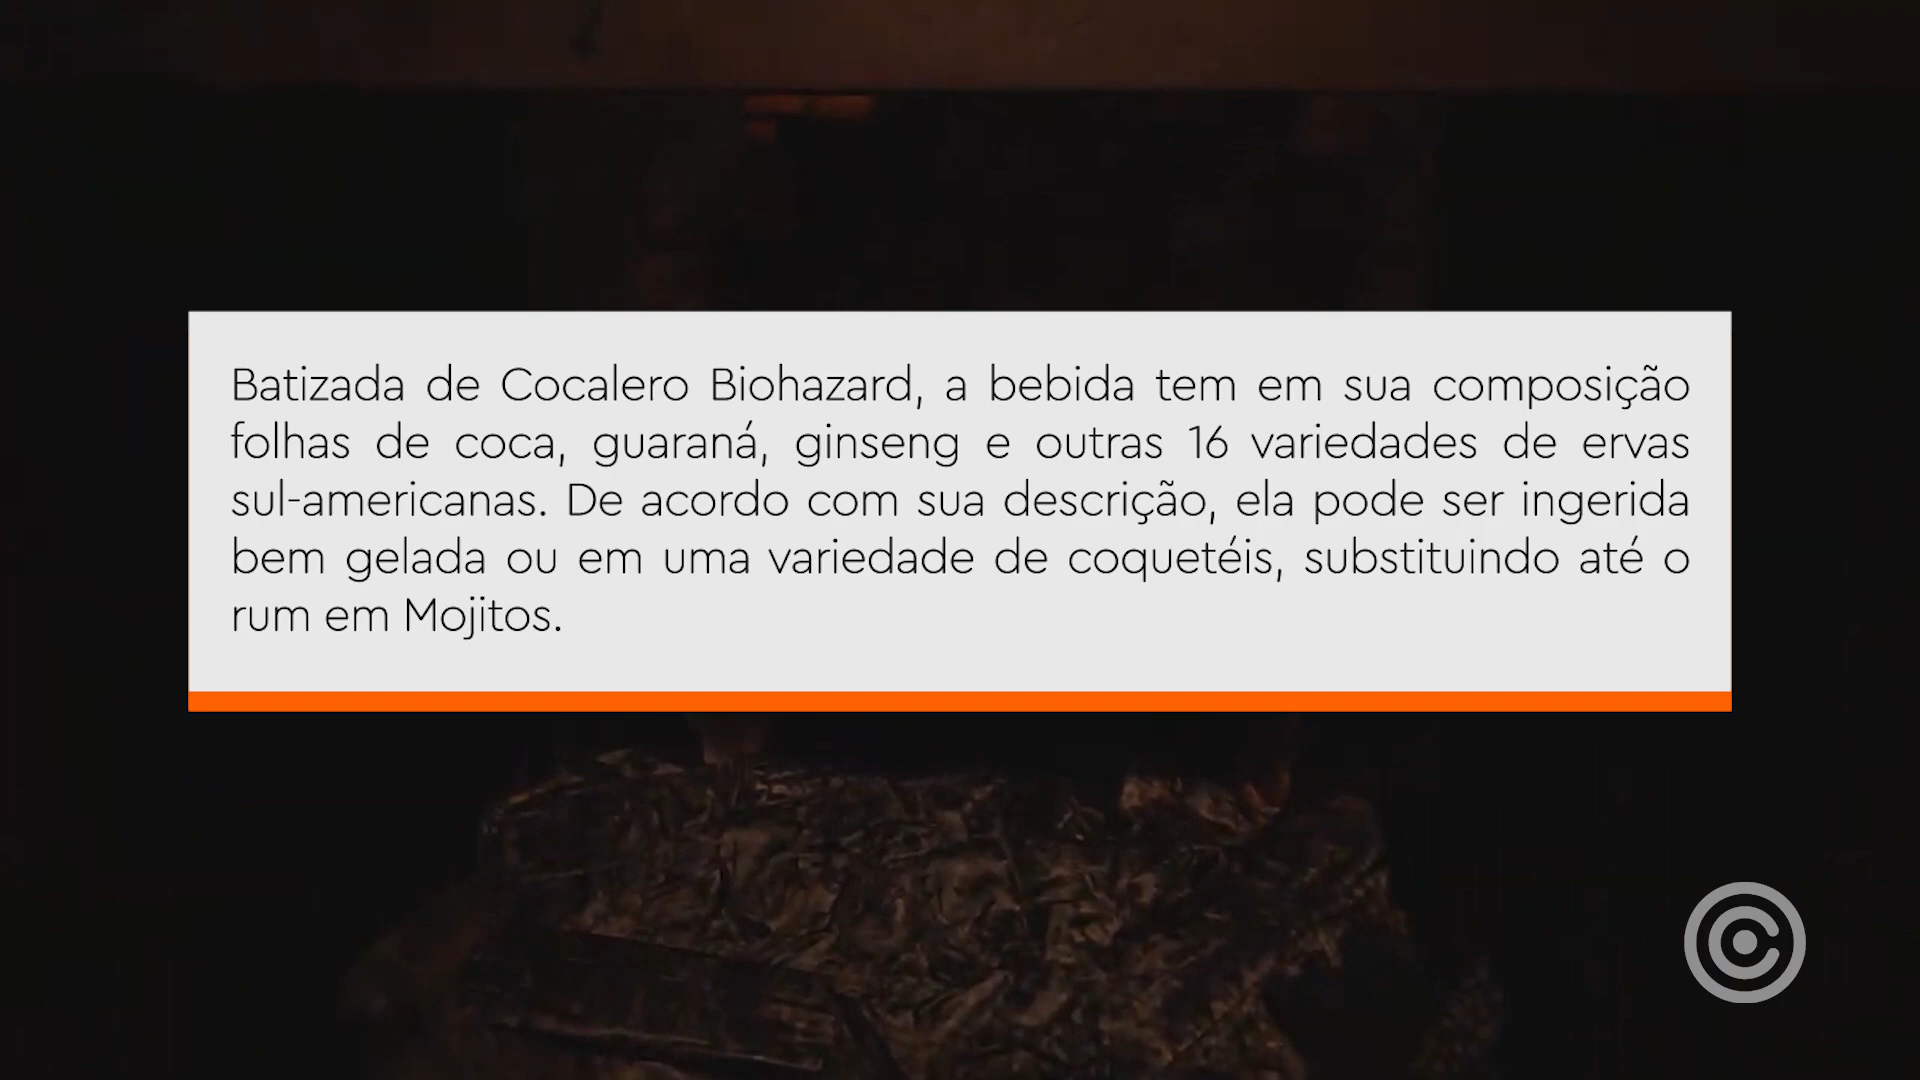 Batizada de Cocalero Biohazard, a bebida tem em sua composição
folhas de coca, guaraná, ginseng e outras 16 variedades de ervas
sul-americanas. De acordo com sua descrição, ela pode ser ingerida
bem gelada ou em uma variedade de coquetéis, substituindo até o
rum em Mojitos.